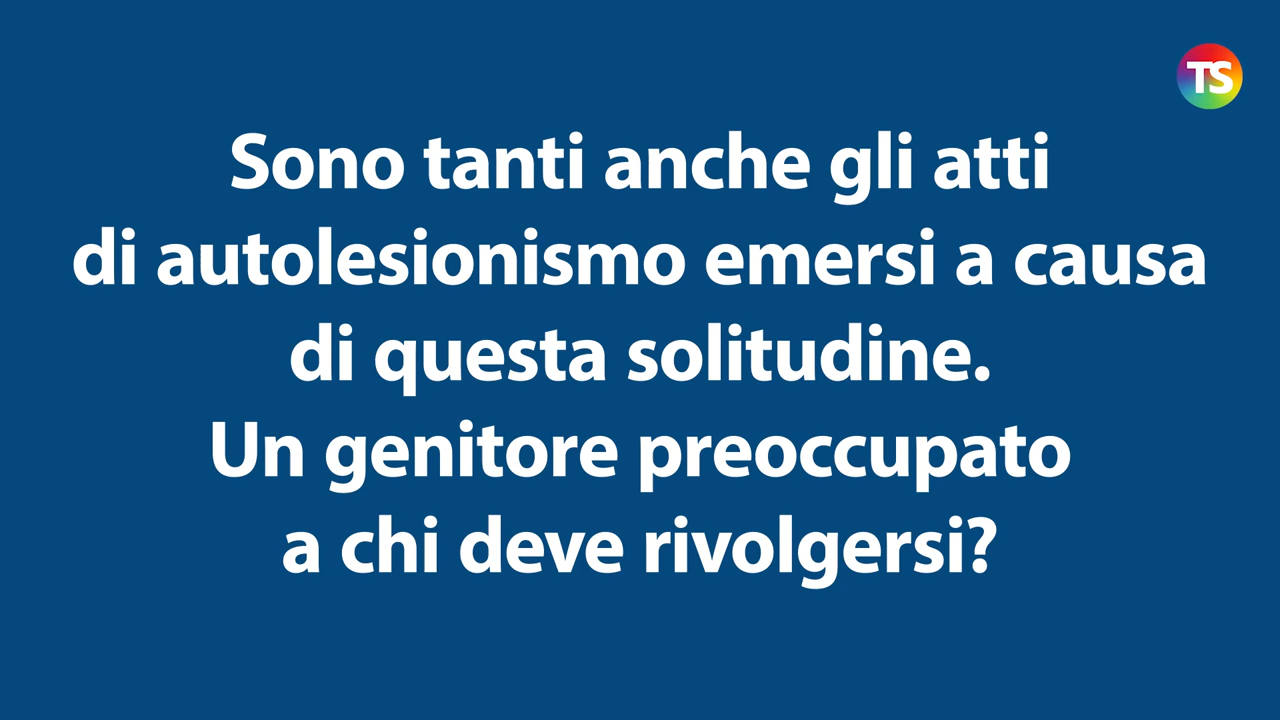 TS
Sono tanti anche gli atti
di autolesionismo emersi a causa
di questa solitudine.
Un genitore preoccupato
a chi deve rivolgersi?